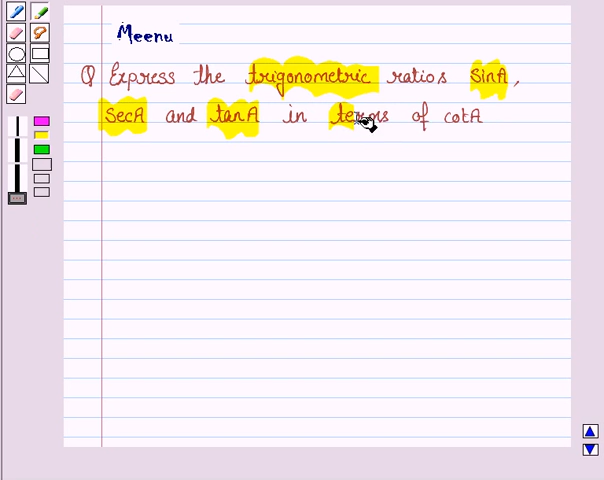 Meenu
Q Express the trigonometric ratios SinA,
SecA and tanA in terms of cotA